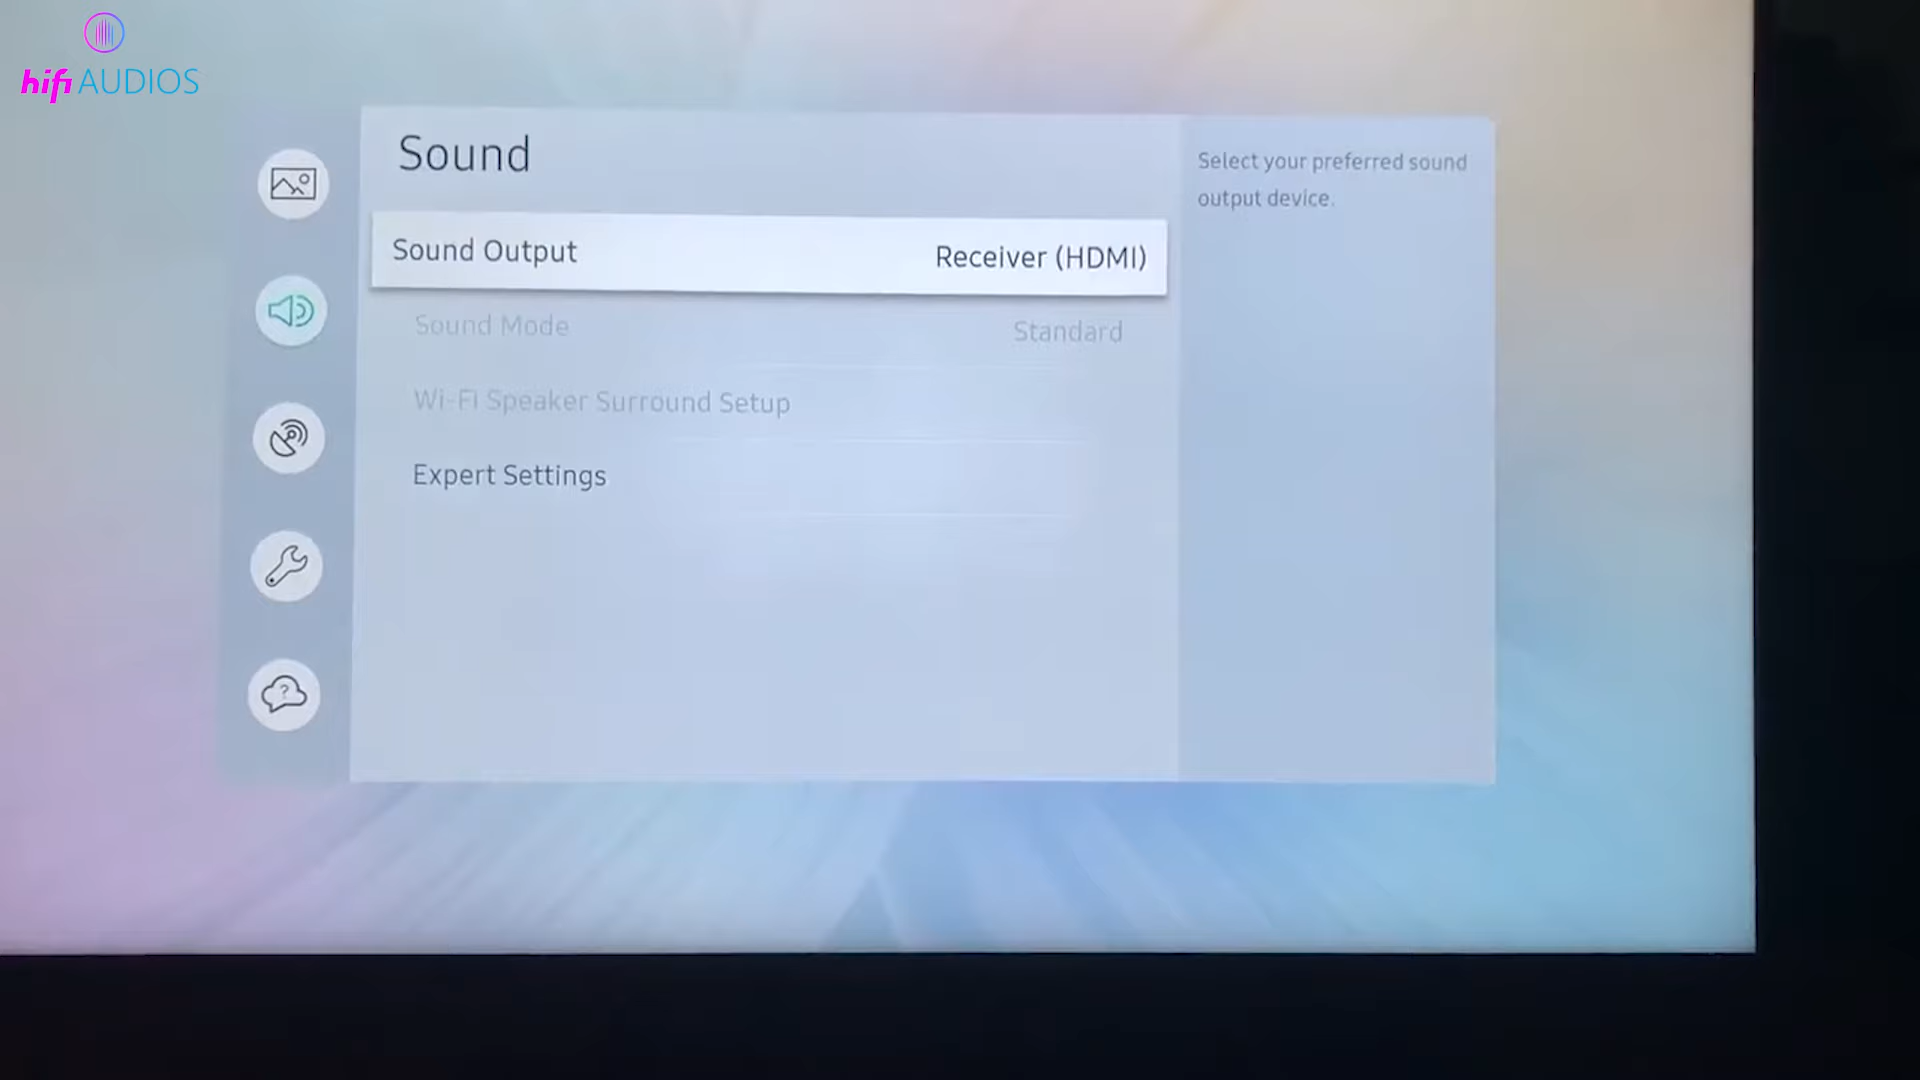 hifi AUDIOS
Sound
Select your preferred sound
output device.
Sound Output Receiver (HDMI)
Sound Mode Standard
Wi-Fi Speaker Surround Setup
Expert Settings
?